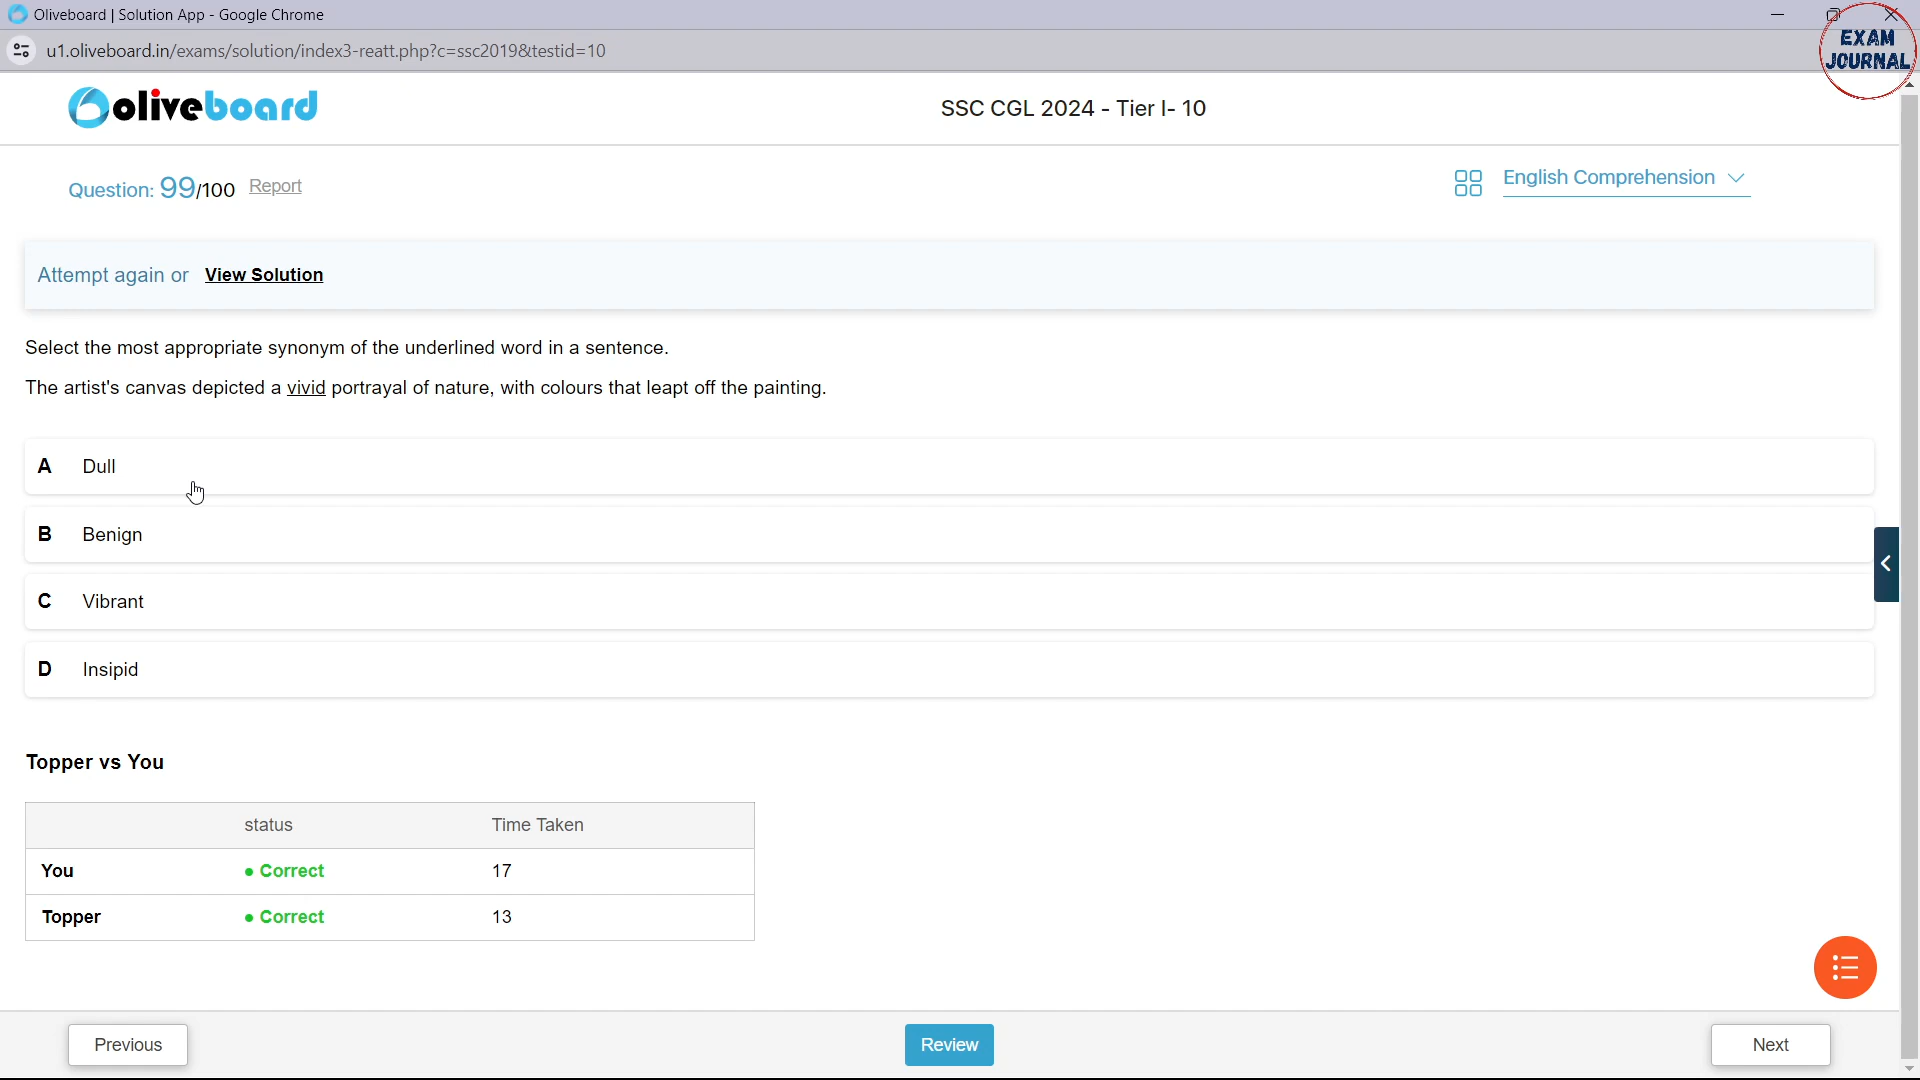 Oliveboard | Solution App - Google Chrome
u1.oliveboard.in/exams/solution/index3-reatt.php?c=ssc2019&testid=10
EXAM
JOURNAL
oliveboard
SSC CGL 2024 - Tier I- 10
Question: 99/100 Report
English Comprehension
Attempt again or View Solution
Select the most appropriate synonym of the underlined word in a sentence.
The artist's canvas depicted a vivid portrayal of nature, with colours that leapt off the painting.
A Dull
B Benign
C Vibrant
D Insipid
Topper vs You
status Time Taken
You • Correct 17
Topper • Correct 13
Previous Review Next